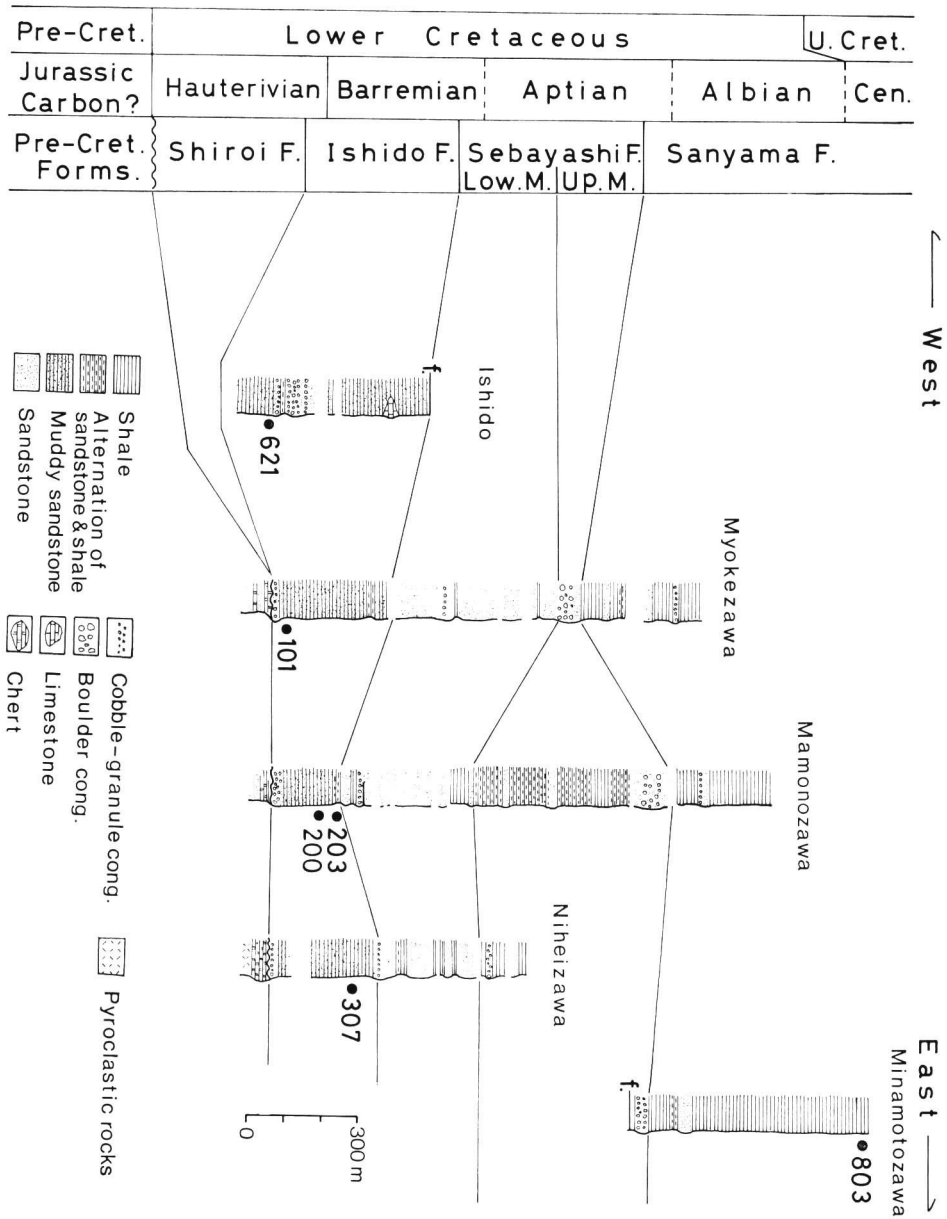 Pre-Cret.
Lower Cretaceous
U. Cret.
Jurassic
Carbon?
Hauterivian
Barremian
Aptian
Albian
Cen.
Pre-Cret.
Forms.
Shiroi F.
Ishido F.
Sebayashi F.
Low. M.
Up. M.
Sanyama F.
West
East
Ishido
f.
621
Myokezawa
101
Mamonozawa
203
200
Niheizawa
307
Minamotozawa
f.
803
Shale
Alternation of
sandstone & shale
Muddy sandstone
Sandstone
Cobble-granule cong.
Boulder cong.
Limestone
Chert
Pyroclastic rocks
0
300 m